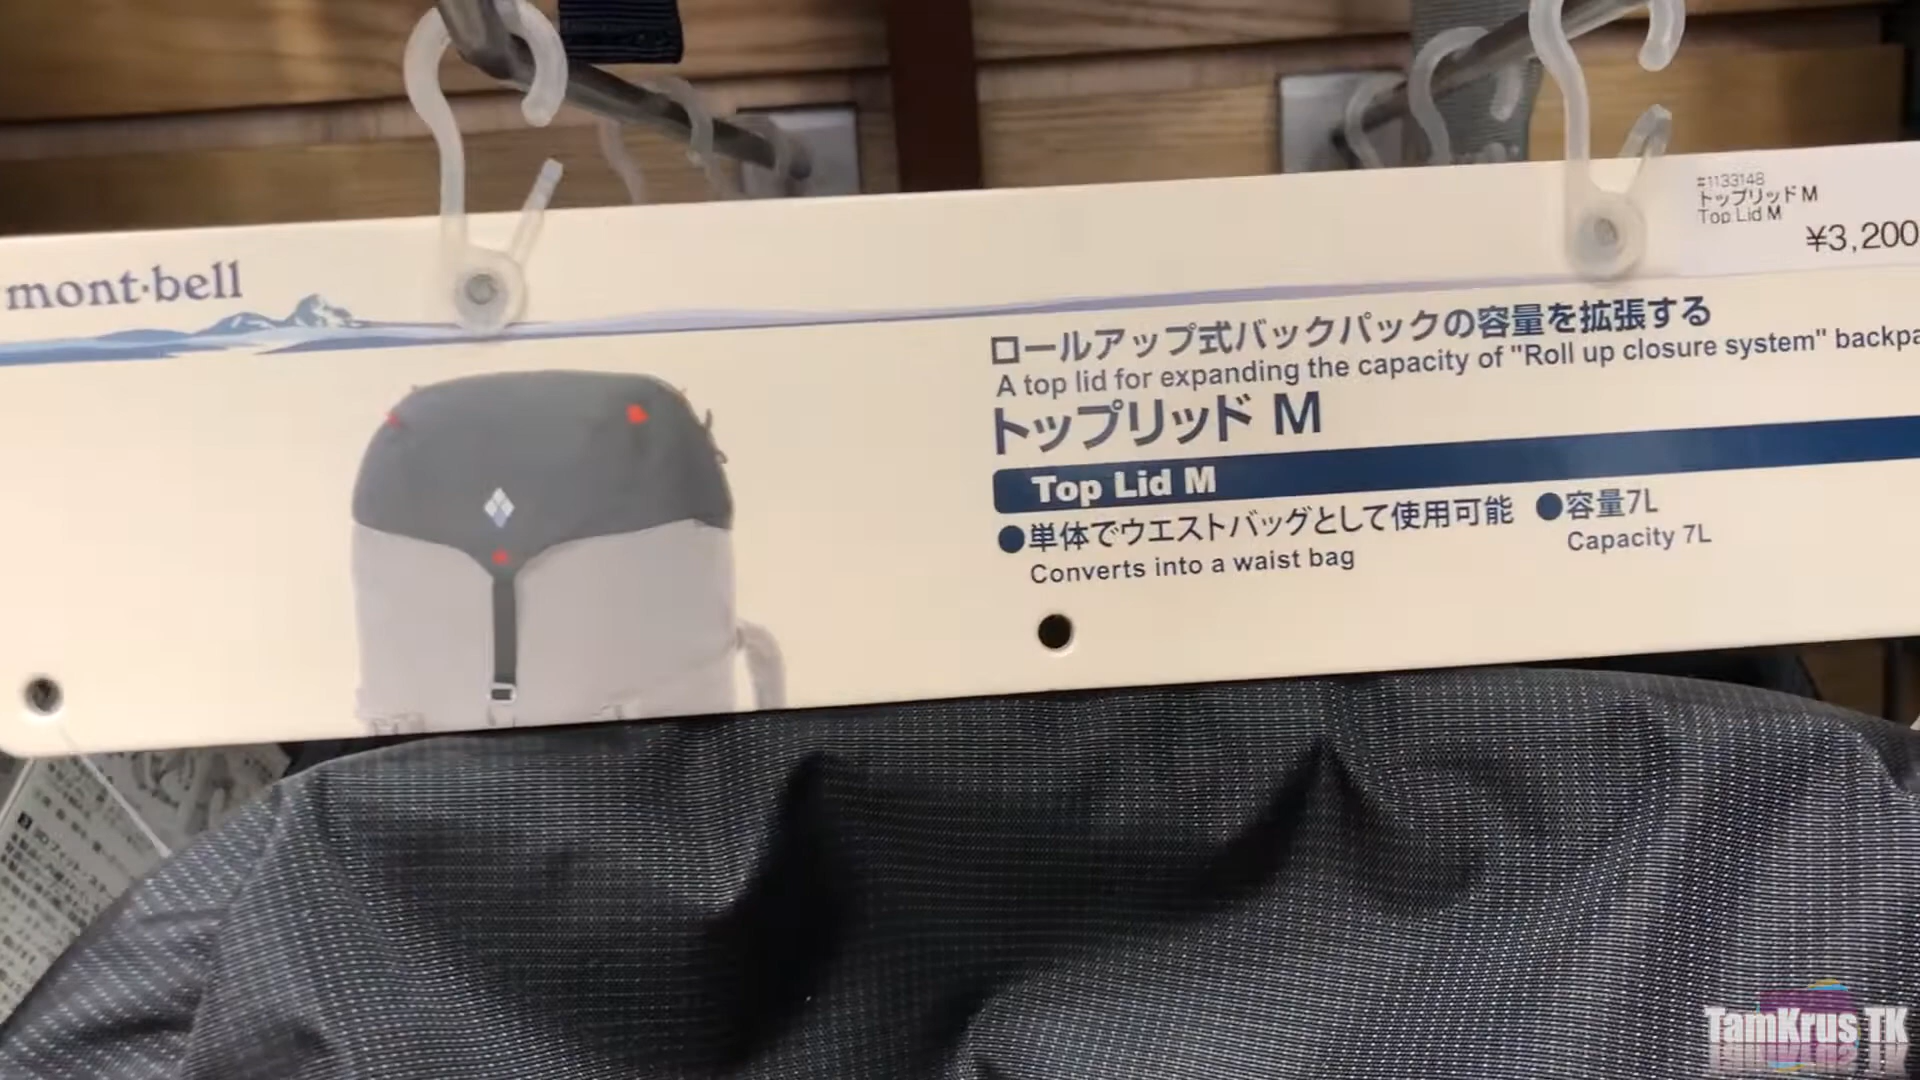 mont·bell
#1133148
トップリッド M
Top Lid M
¥3,200
ロールアップ式バックパックの容量を拡張する
A top lid for expanding the capacity of "Roll up closure system" backpa
トップリッド M
Top Lid M
●単体でウエストバッグとして使用可能
Converts into a waist bag
●容量7L
Capacity 7L
TamKrus TK